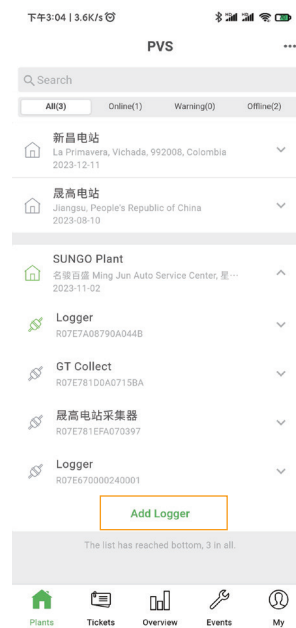 下午3:04 | 3.6K/s
PVS
Search
All(3) Online(1) Warning(0) Offline(2)
新昌电站
La Primavera, Vichada, 992008, Colombia
2023-12-11
晟高电站
Jiangsu, People's Republic of China
2023-08-10
SUNGO Plant
名骏百盛 Ming Jun Auto Service Center, 星…
2023-11-02
Logger
R07E7A08790A044B
GT Collect
R07E781D0A0715BA
晟高电站采集器
R07E781EFA070397
Logger
R07E670000240001
Add Logger
The list has reached bottom, 3 in all.
Plants Tickets Overview Events My